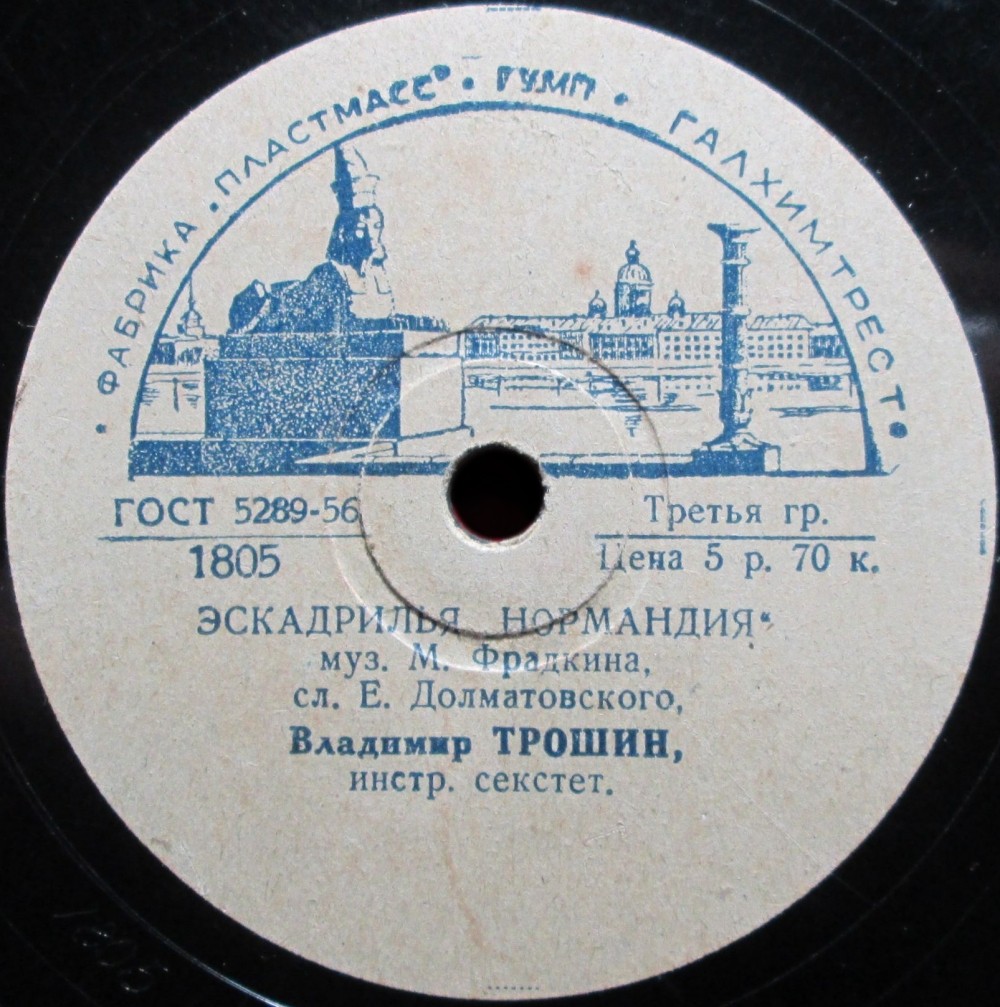 • ФАБРИКА „ПЛАСТМАСС“ • ГУМП • ГАЛХИМТРЕСТ •
ГОСТ 5289-56
Третья гр.
1805
Цена 5 р. 70 к.
ЭСКАДРИЛЬЯ „НОРМАНДИЯ“
муз. М. Фрадкина,
сл. Е. Долматовского,
Владимир ТРОШИН,
инстр. секстет.